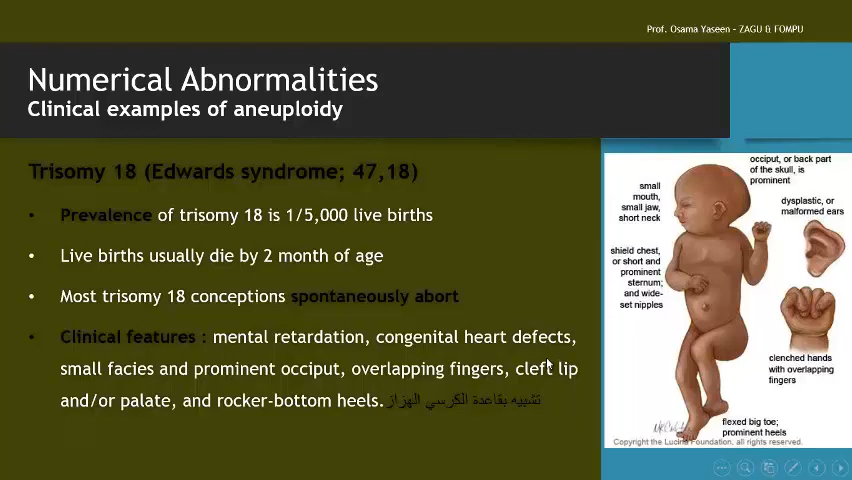 Prof. Osama Yaseen – ZAGU & FOMPU
Numerical Abnormalities
Clinical examples of aneuploidy
Trisomy 18 (Edwards syndrome; 47,18)
• Prevalence of trisomy 18 is 1/5,000 live births
• Live births usually die by 2 month of age
• Most trisomy 18 conceptions spontaneously abort
• Clinical features : mental retardation, congenital heart defects,
small facies and prominent occiput, overlapping fingers, cleft lip
and/or palate, and rocker-bottom heels. تشبيه بقاعدة الكرسي الهزاز
occiput, or back part
of the skull, is
prominent
small
mouth,
small jaw,
short neck
dysplastic, or
malformed ears
shield chest,
or short and
prominent
sternum;
and wide-
set nipples
clenched hands
with overlapping
fingers
flexed big toe;
prominent heels
Copyright the Lucina Foundation, all rights reserved.